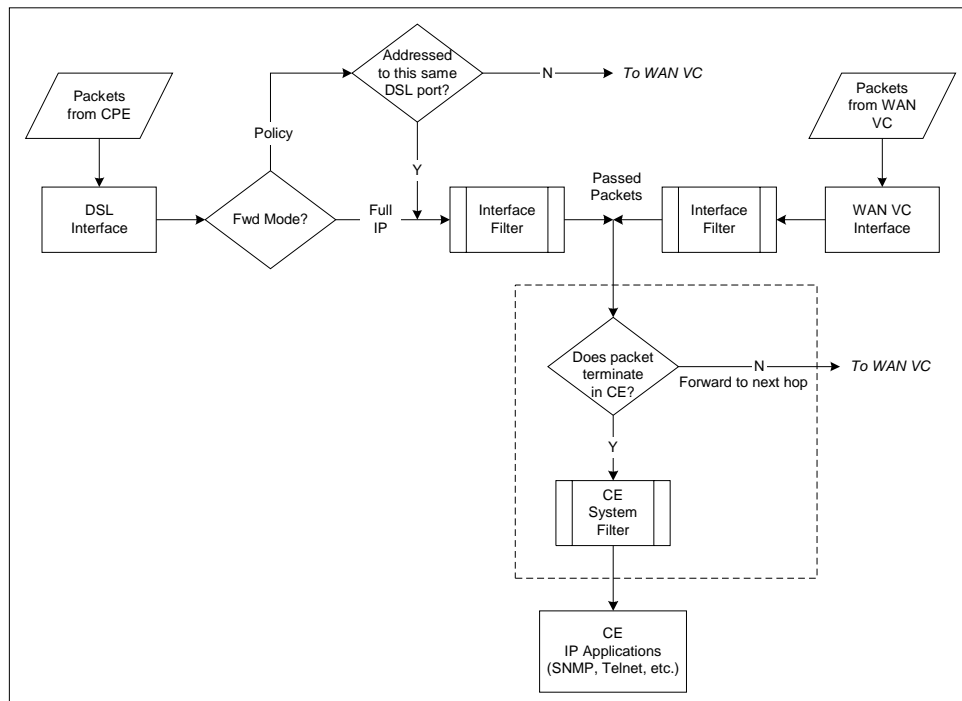 Addressed
to this same
DSL port?
N
To WAN VC
Packets
from CPE
Packets
from WAN
VC
Policy
Y
Passed
Packets
DSL
Interface
Fwd Mode?
Full
IP
Interface
Filter
Interface
Filter
WAN VC
Interface
Does packet
terminate
in CE?
N
Forward to next hop
To WAN VC
Y
CE
System
Filter
CE
IP Applications
(SNMP, Telnet, etc.)